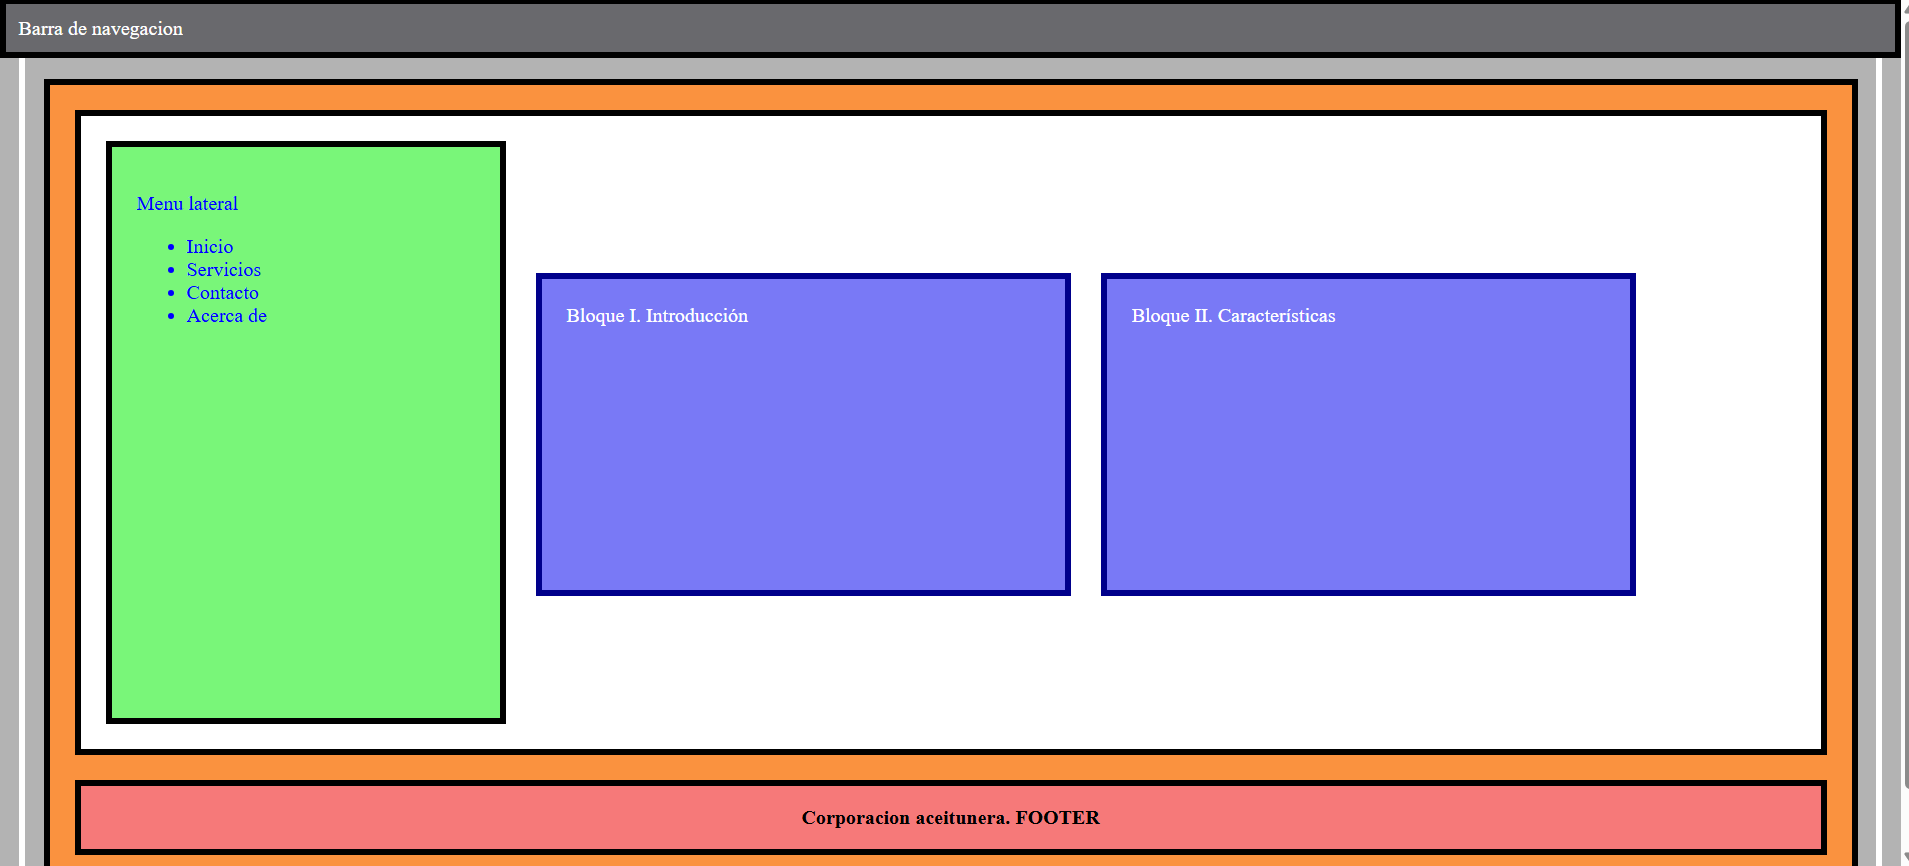 Barra de navegacion
Menu lateral
Inicio
Servicios
Contacto
Acerca de
Bloque I. Introducción
Bloque II. Características
Corporacion aceitunera. FOOTER